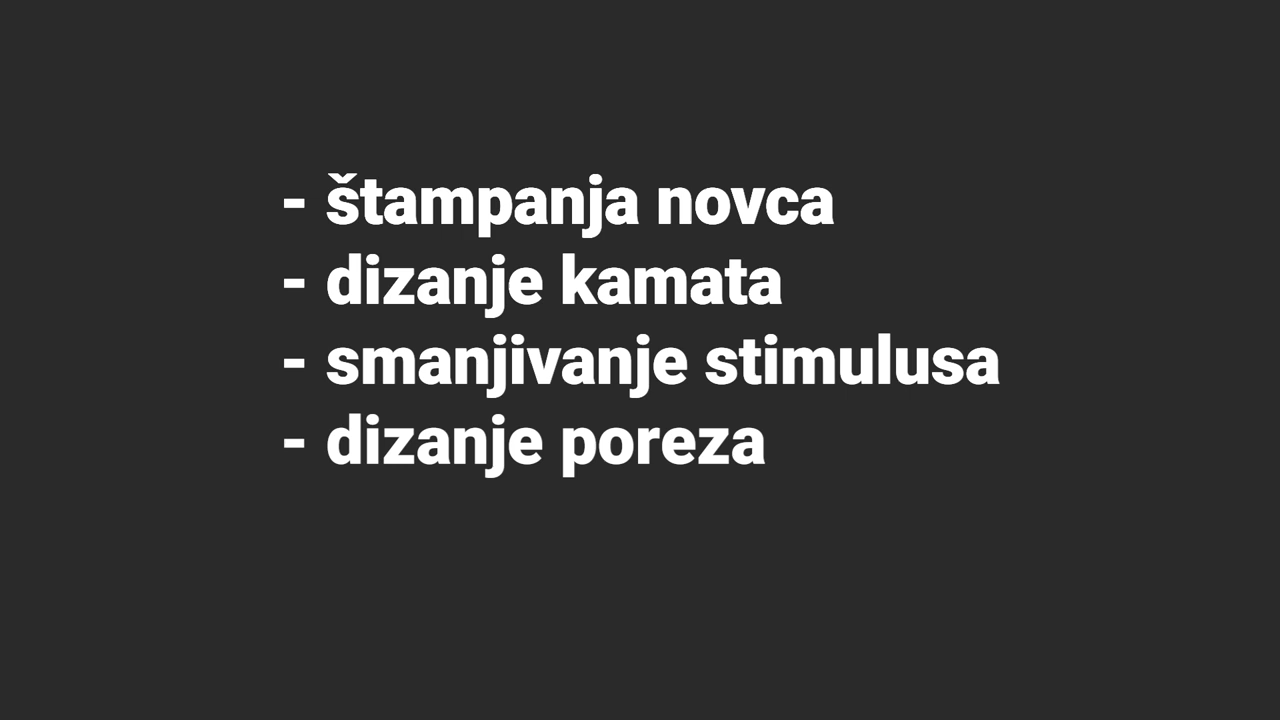 - štampanja novca
- dizanje kamata
- smanjivanje stimulusa
- dizanje poreza